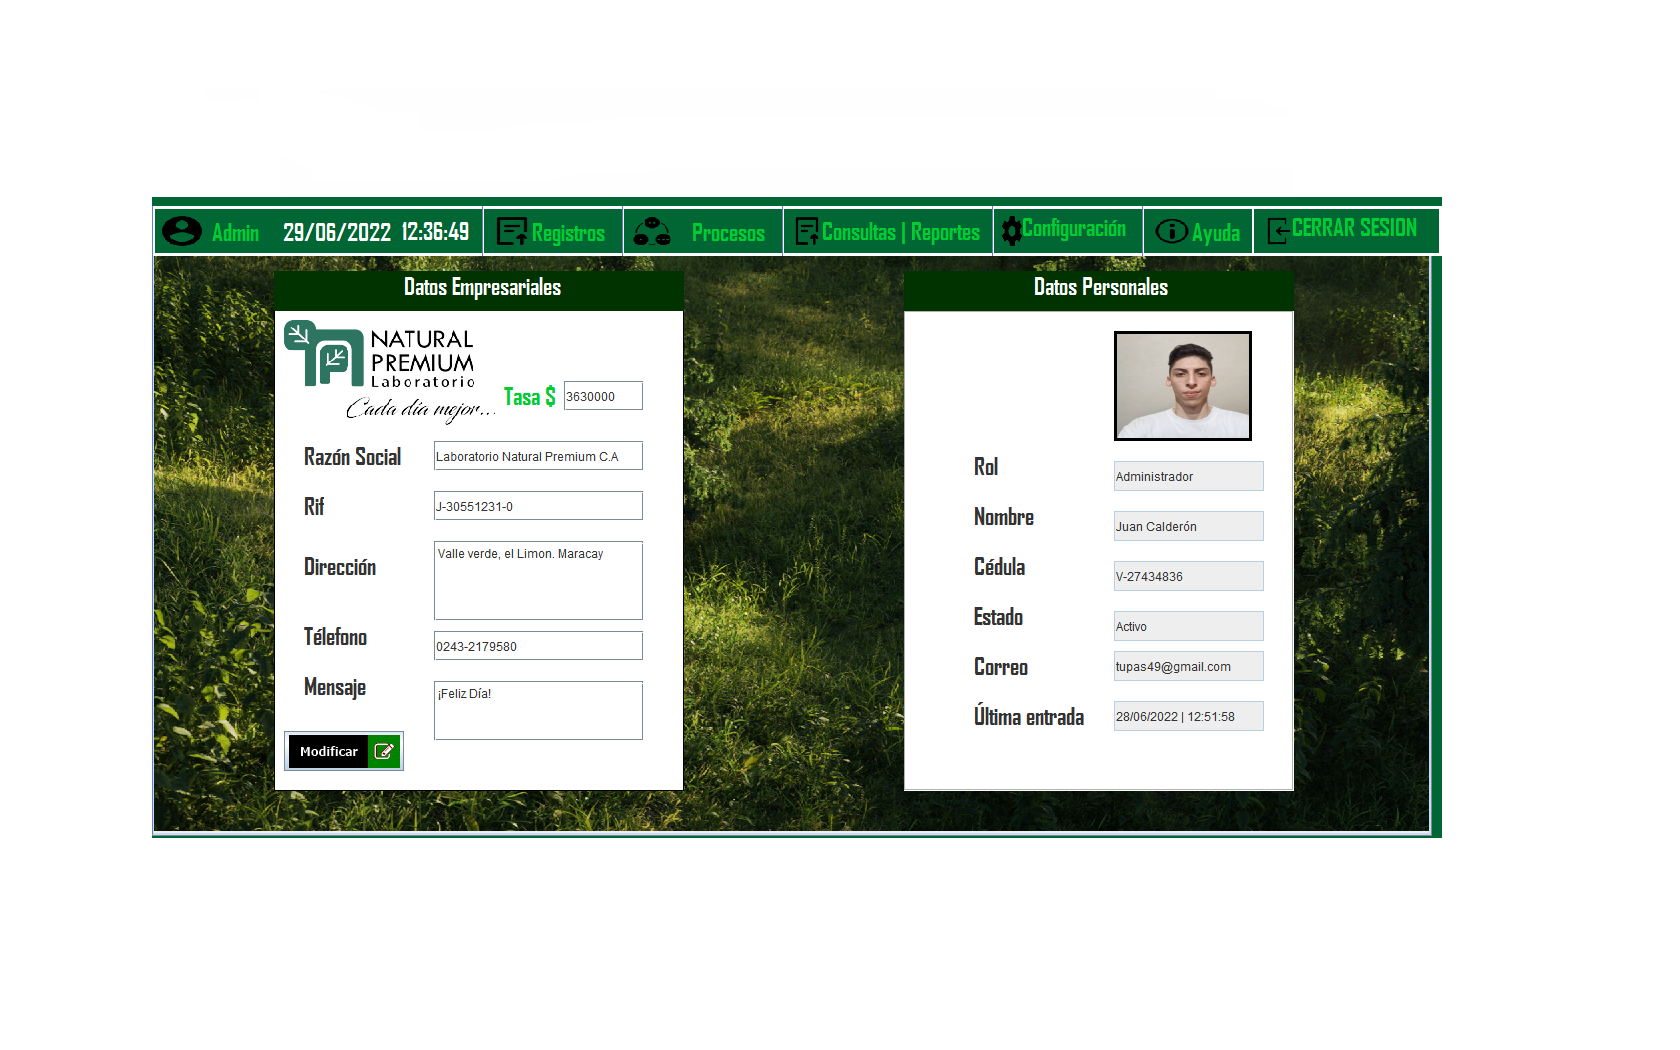 Admin 29/06/2022 12:36:49 Registros Procesos Consultas | Reportes Configuración Ayuda CERRAR SESION
Datos Empresariales
NATURAL
PREMIUM
Laboratorio
Cada día mejor...
Tasa $ 3630000
Razón Social Laboratorio Natural Premium C.A
Rif J-30551231-0
Dirección Valle verde, el Limon. Maracay
Télefono 0243-2179580
Mensaje ¡Feliz Día!
Modificar
Datos Personales
Rol Administrador
Nombre Juan Calderón
Cédula V-27434836
Estado Activo
Correo tupas49@gmail.com
Última entrada 28/06/2022 | 12:51:58